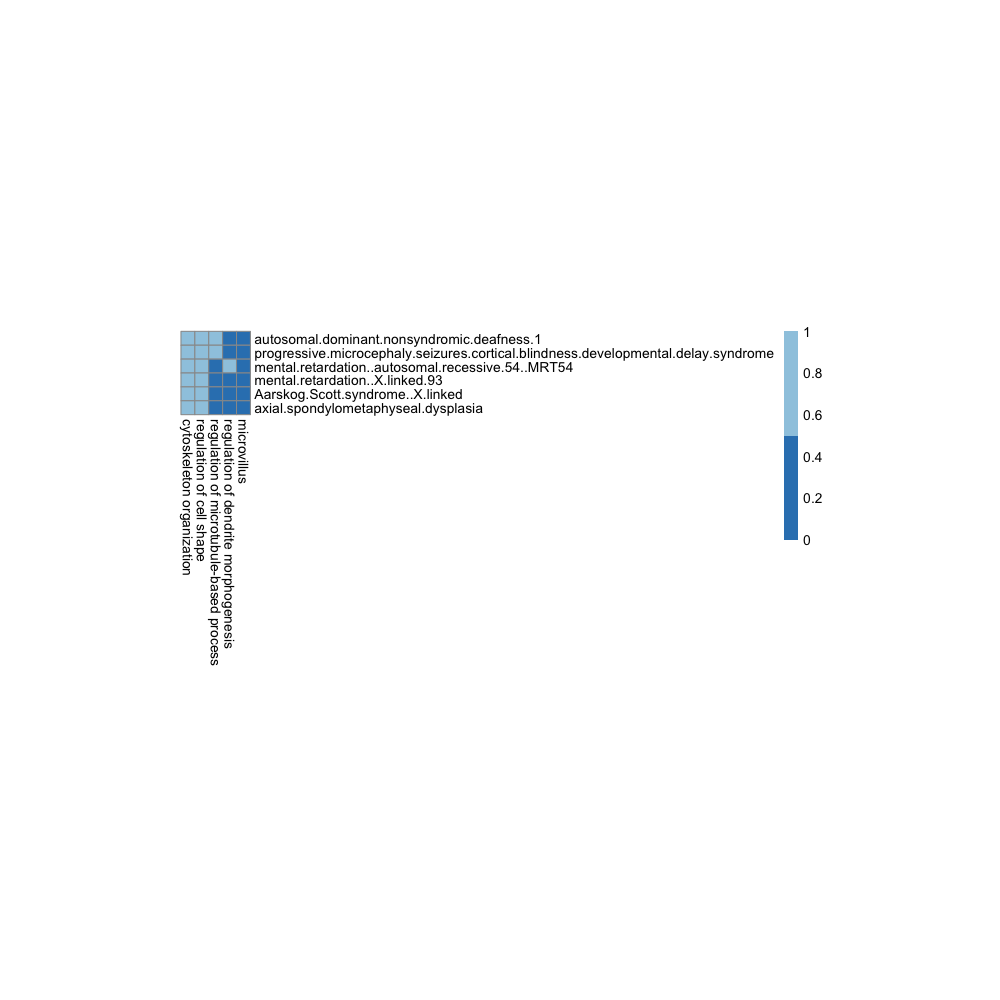 autosomal.dominant.nonsyndromic.deafness.1
progressive.microcephaly.seizures.cortical.blindness.developmental.delay.syndrome
mental.retardation..autosomal.recessive.54..MRT54
mental.retardation..X.linked.93
Aarskog.Scott.syndrome..X.linked
axial.spondylometaphyseal.dysplasia
cytoskeleton organization
regulation of cell shape
regulation of microtubule-based process
regulation of dendrite morphogenesis
microvillus
1
0.8
0.6
0.4
0.2
0